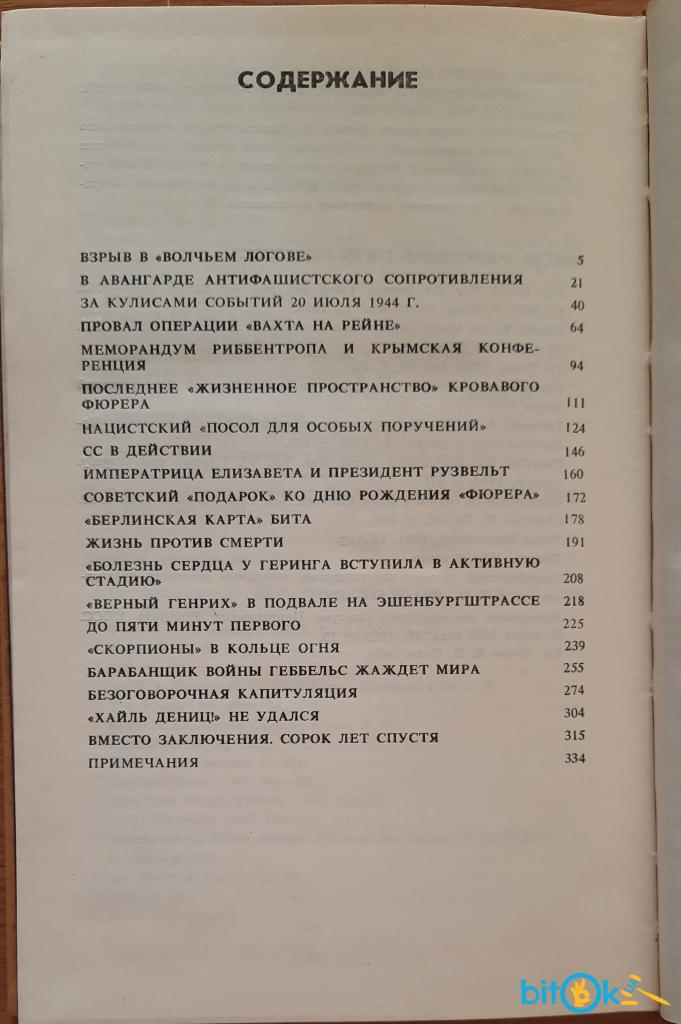 СОДЕРЖАНИЕ
ВЗРЫВ В «ВОЛЧЬЕМ ЛОГОВЕ» 5
В АВАНГАРДЕ АНТИФАШИСТСКОГО СОПРОТИВЛЕНИЯ 21
ЗА КУЛИСАМИ СОБЫТИЙ 20 ИЮЛЯ 1944 Г. 40
ПРОВАЛ ОПЕРАЦИИ «ВАХТА НА РЕЙНЕ» 64
МЕМОРАНДУМ РИББЕНТРОПА И КРЫМСКАЯ КОНФЕ-
РЕНЦИЯ 94
ПОСЛЕДНЕЕ «ЖИЗНЕННОЕ ПРОСТРАНСТВО» КРОВАВОГО
ФЮРЕРА 111
НАЦИСТСКИЙ «ПОСОЛ ДЛЯ ОСОБЫХ ПОРУЧЕНИЙ» 124
СС В ДЕЙСТВИИ 146
ИМПЕРАТРИЦА ЕЛИЗАВЕТА И ПРЕЗИДЕНТ РУЗВЕЛЬТ 160
СОВЕТСКИЙ «ПОДАРОК» КО ДНЮ РОЖДЕНИЯ «ФЮРЕРА» 172
«БЕРЛИНСКАЯ КАРТА» БИТА 178
ЖИЗНЬ ПРОТИВ СМЕРТИ 191
«БОЛЕЗНЬ СЕРДЦА У ГЕРИНГА ВСТУПИЛА В АКТИВНУЮ
СТАДИЮ» 208
«ВЕРНЫЙ ГЕНРИХ» В ПОДВАЛЕ НА ЭШЕНБУРГШТРАССЕ 218
ДО ПЯТИ МИНУТ ПЕРВОГО 225
«СКОРПИОНЫ» В КОЛЬЦЕ ОГНЯ 239
БАРАБАНЩИК ВОЙНЫ ГЕББЕЛЬС ЖАЖДЕТ МИРА 255
БЕЗОГОВОРОЧНАЯ КАПИТУЛЯЦИЯ 274
«ХАЙЛЬ ДЕНИЦ!» НЕ УДАЛСЯ 304
ВМЕСТО ЗАКЛЮЧЕНИЯ. СОРОК ЛЕТ СПУСТЯ 315
ПРИМЕЧАНИЯ 334
bitOk UA